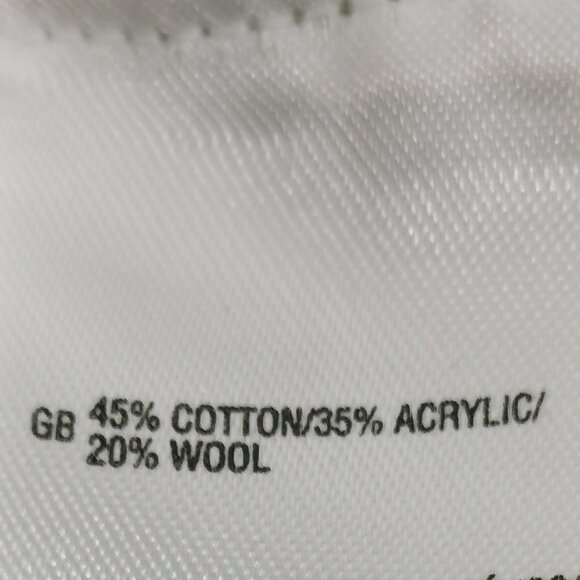 GB 45% COTTON/35% ACRYLIC/
20% WOOL